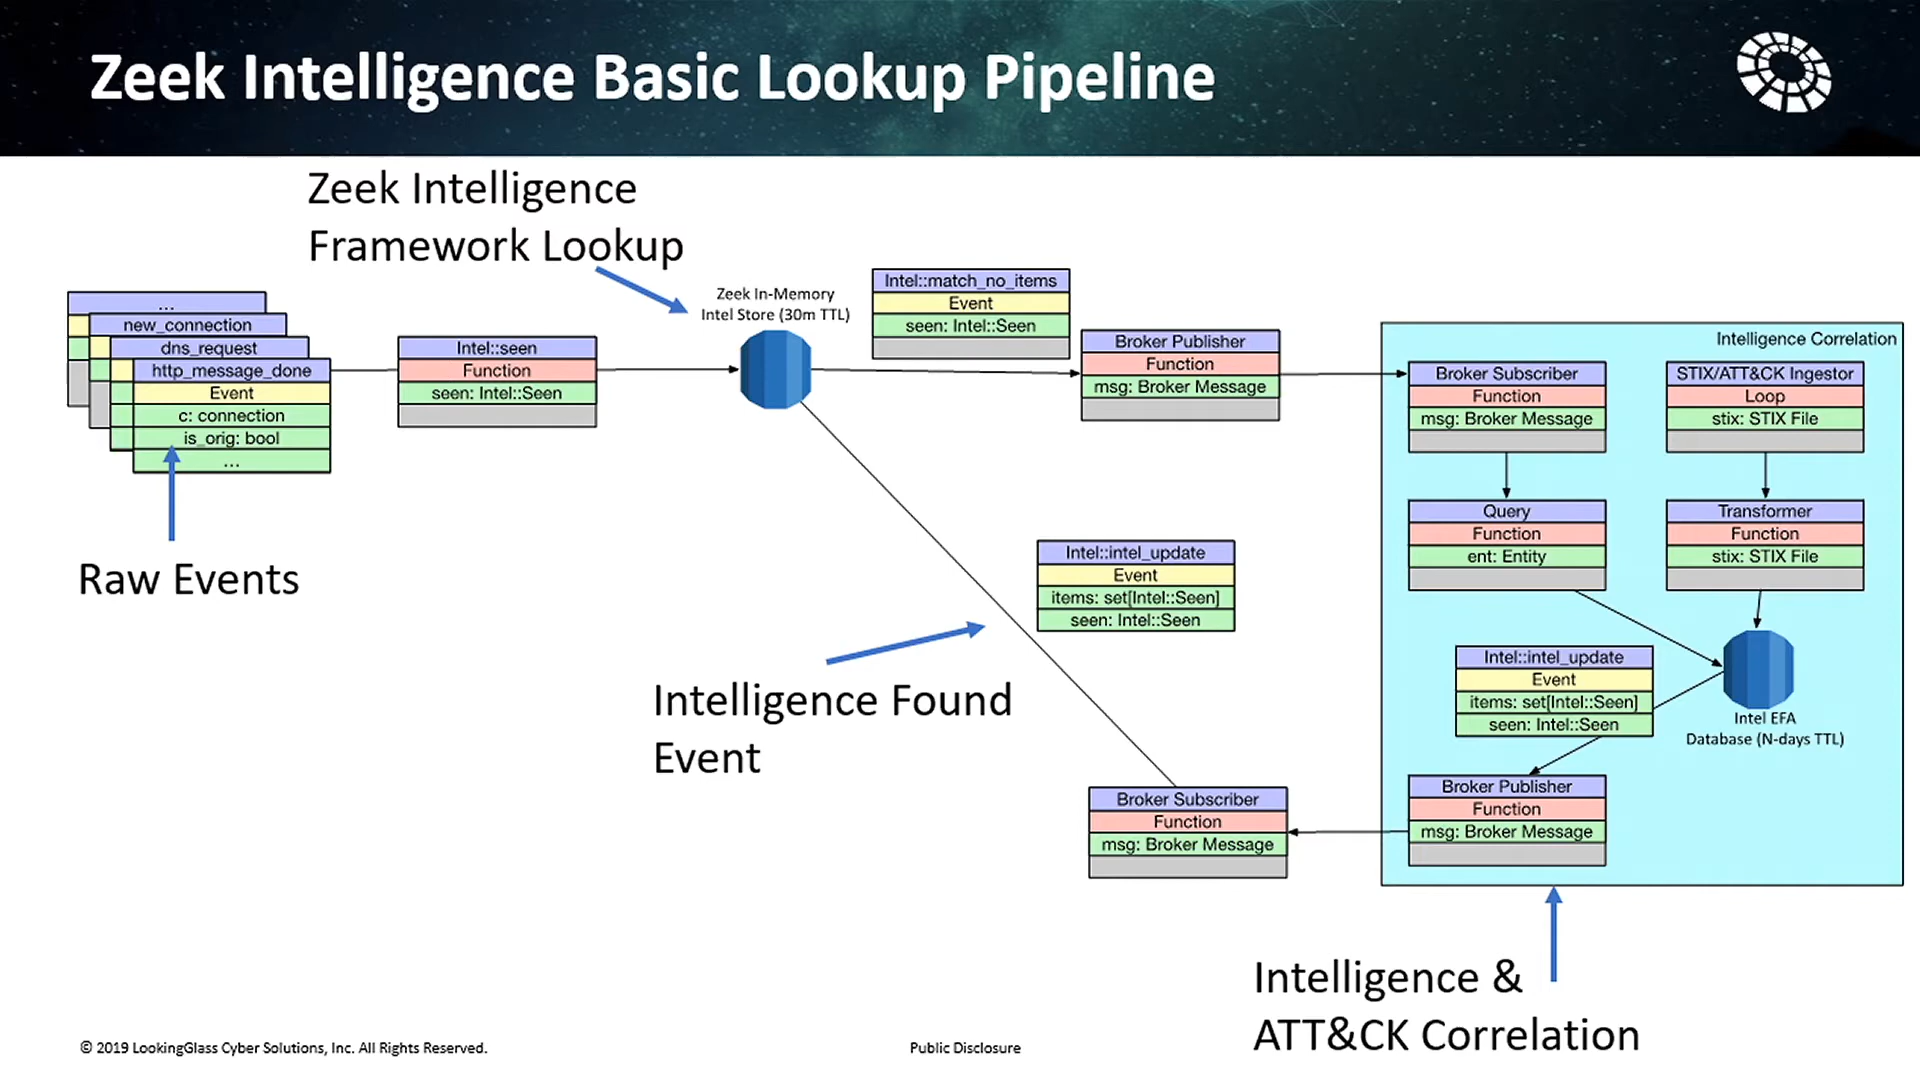 Zeek Intelligence Basic Lookup Pipeline
Zeek Intelligence
Framework Lookup
...
new_connection
dns_request
http_message_done
Event
c: connection
is_orig: bool
...
Raw Events
Intel::seen
Function
seen: Intel::Seen
Zeek In-Memory
Intel Store (30m TTL)
Intel::match_no_items
Event
seen: Intel::Seen
Broker Publisher
Function
msg: Broker Message
Intelligence Correlation
Broker Subscriber
Function
msg: Broker Message
STIX/ATT&CK Ingestor
Loop
stix: STIX File
Query
Function
ent: Entity
Transformer
Function
stix: STIX File
Intel::intel_update
Event
items: set[Intel::Seen]
seen: Intel::Seen
Intel EFA
Database (N-days TTL)
Broker Publisher
Function
msg: Broker Message
Intel::intel_update
Event
items: set[Intel::Seen]
seen: Intel::Seen
Intelligence Found
Event
Broker Subscriber
Function
msg: Broker Message
Intelligence &
ATT&CK Correlation
© 2019 LookingGlass Cyber Solutions, Inc. All Rights Reserved.
Public Disclosure